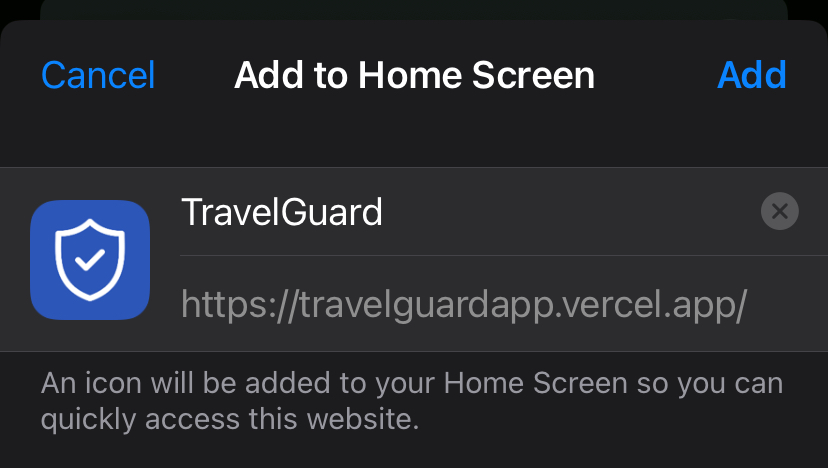 Cancel Add to Home Screen Add
TravelGuard
https://travelguardapp.vercel.app/
An icon will be added to your Home Screen so you can
quickly access this website.